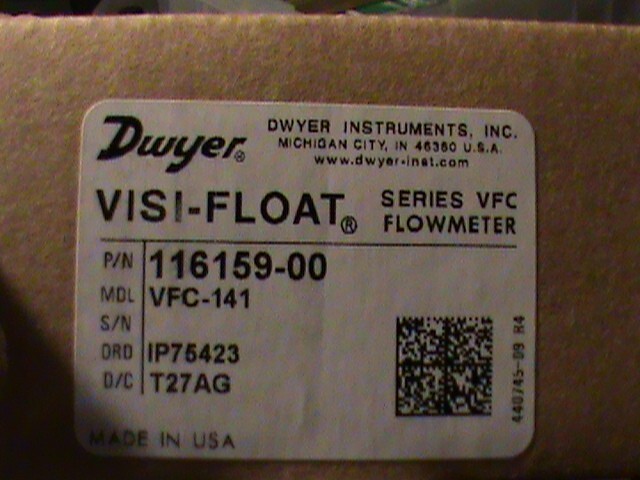 Dwyer®
DWYER INSTRUMENTS, INC.
MICHIGAN CITY, IN 46360 U.S.A.
www.dwyer-inst.com
VISI-FLOAT®
SERIES VFC
FLOWMETER
P/N 116159-00
MDL VFC-141
S/N
ORD IP75423
D/C T27AG
MADE IN USA
440745-09 R4